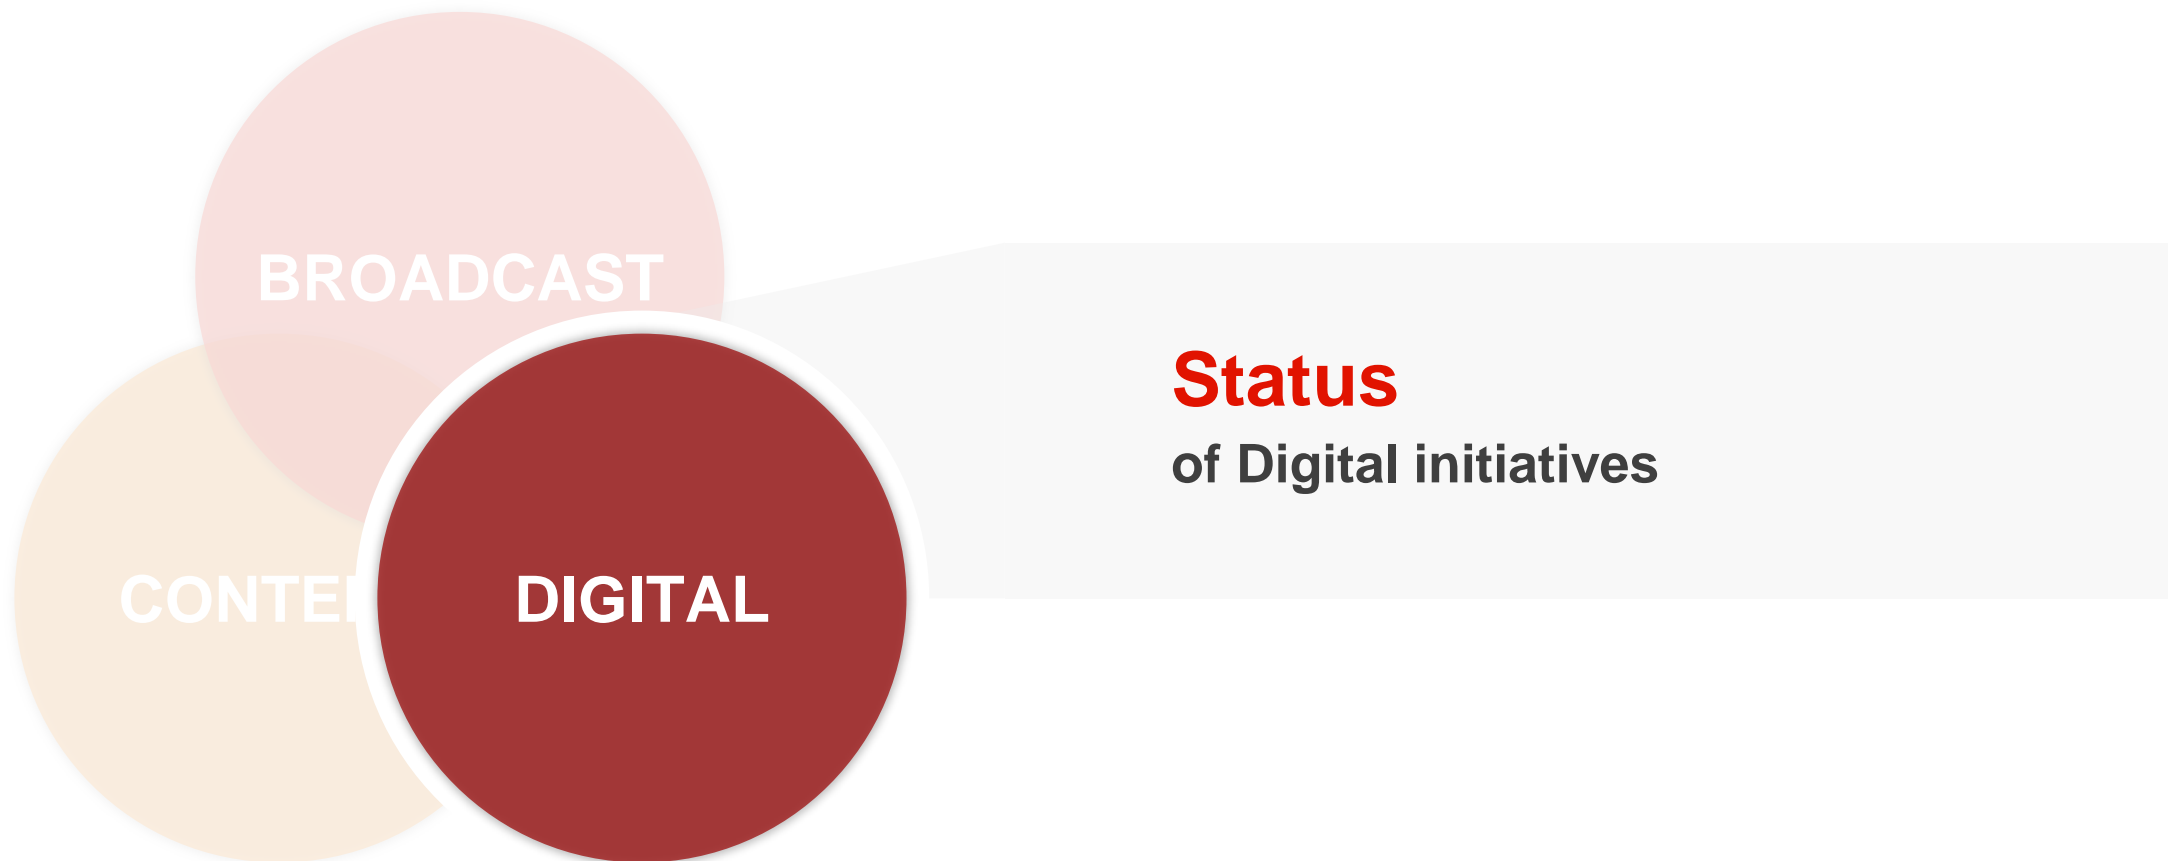 BROADCAST
Status
of Digital initiatives
DIGITAL